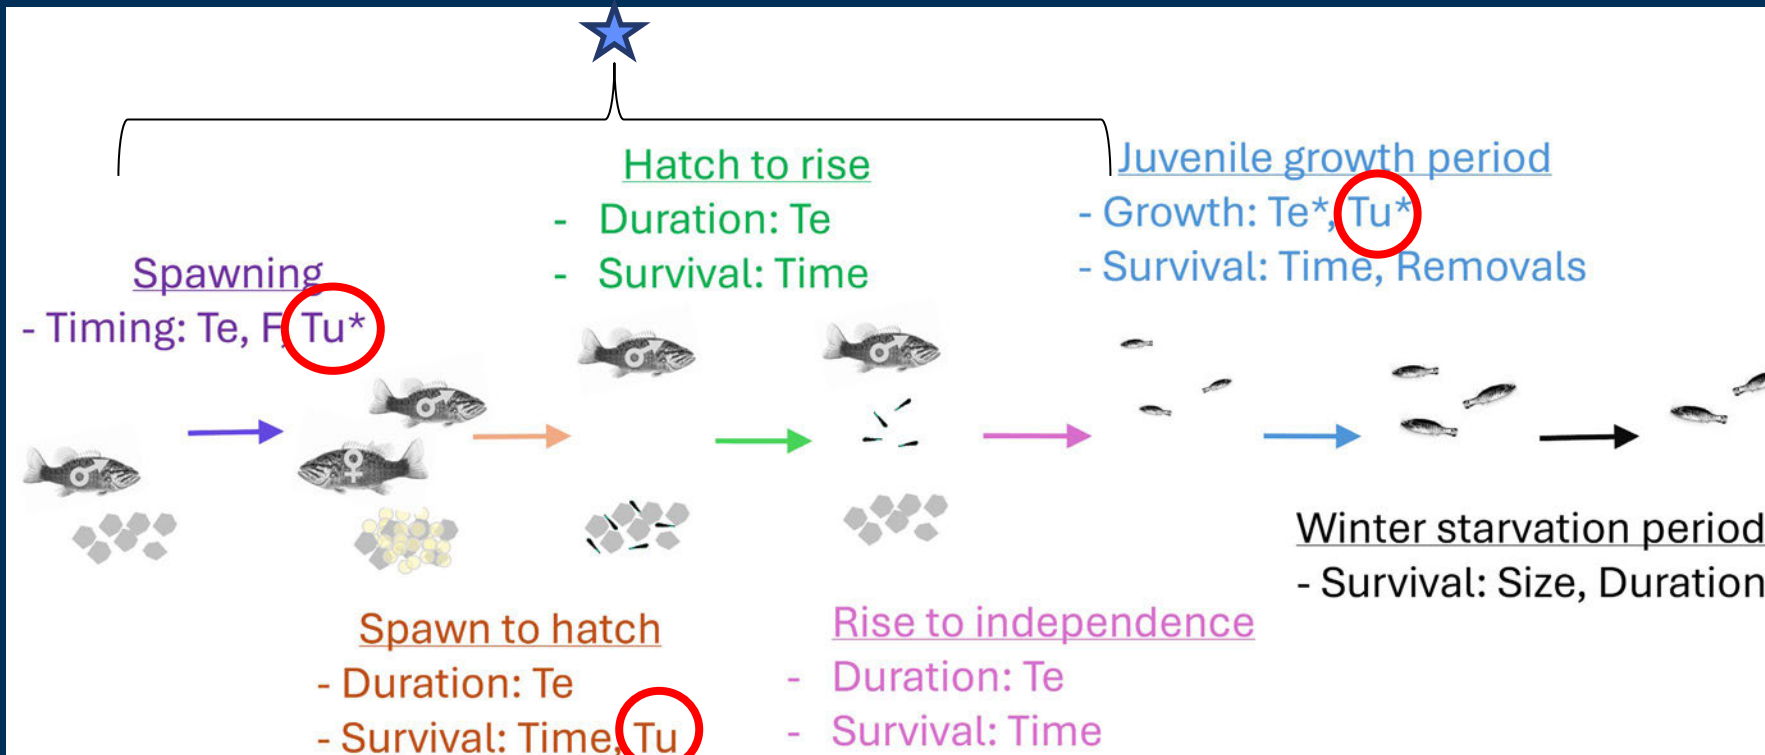 Hatch to rise
- Duration: Te
- Survival: Time
Juvenile growth period
- Growth: Te*, Tu*
- Survival: Time, Removals
Spawning
- Timing: Te, F, Tu*
Winter starvation period
- Survival: Size, Duration
Spawn to hatch
- Duration: Te
- Survival: Time, Tu
Rise to independence
- Duration: Te
- Survival: Time